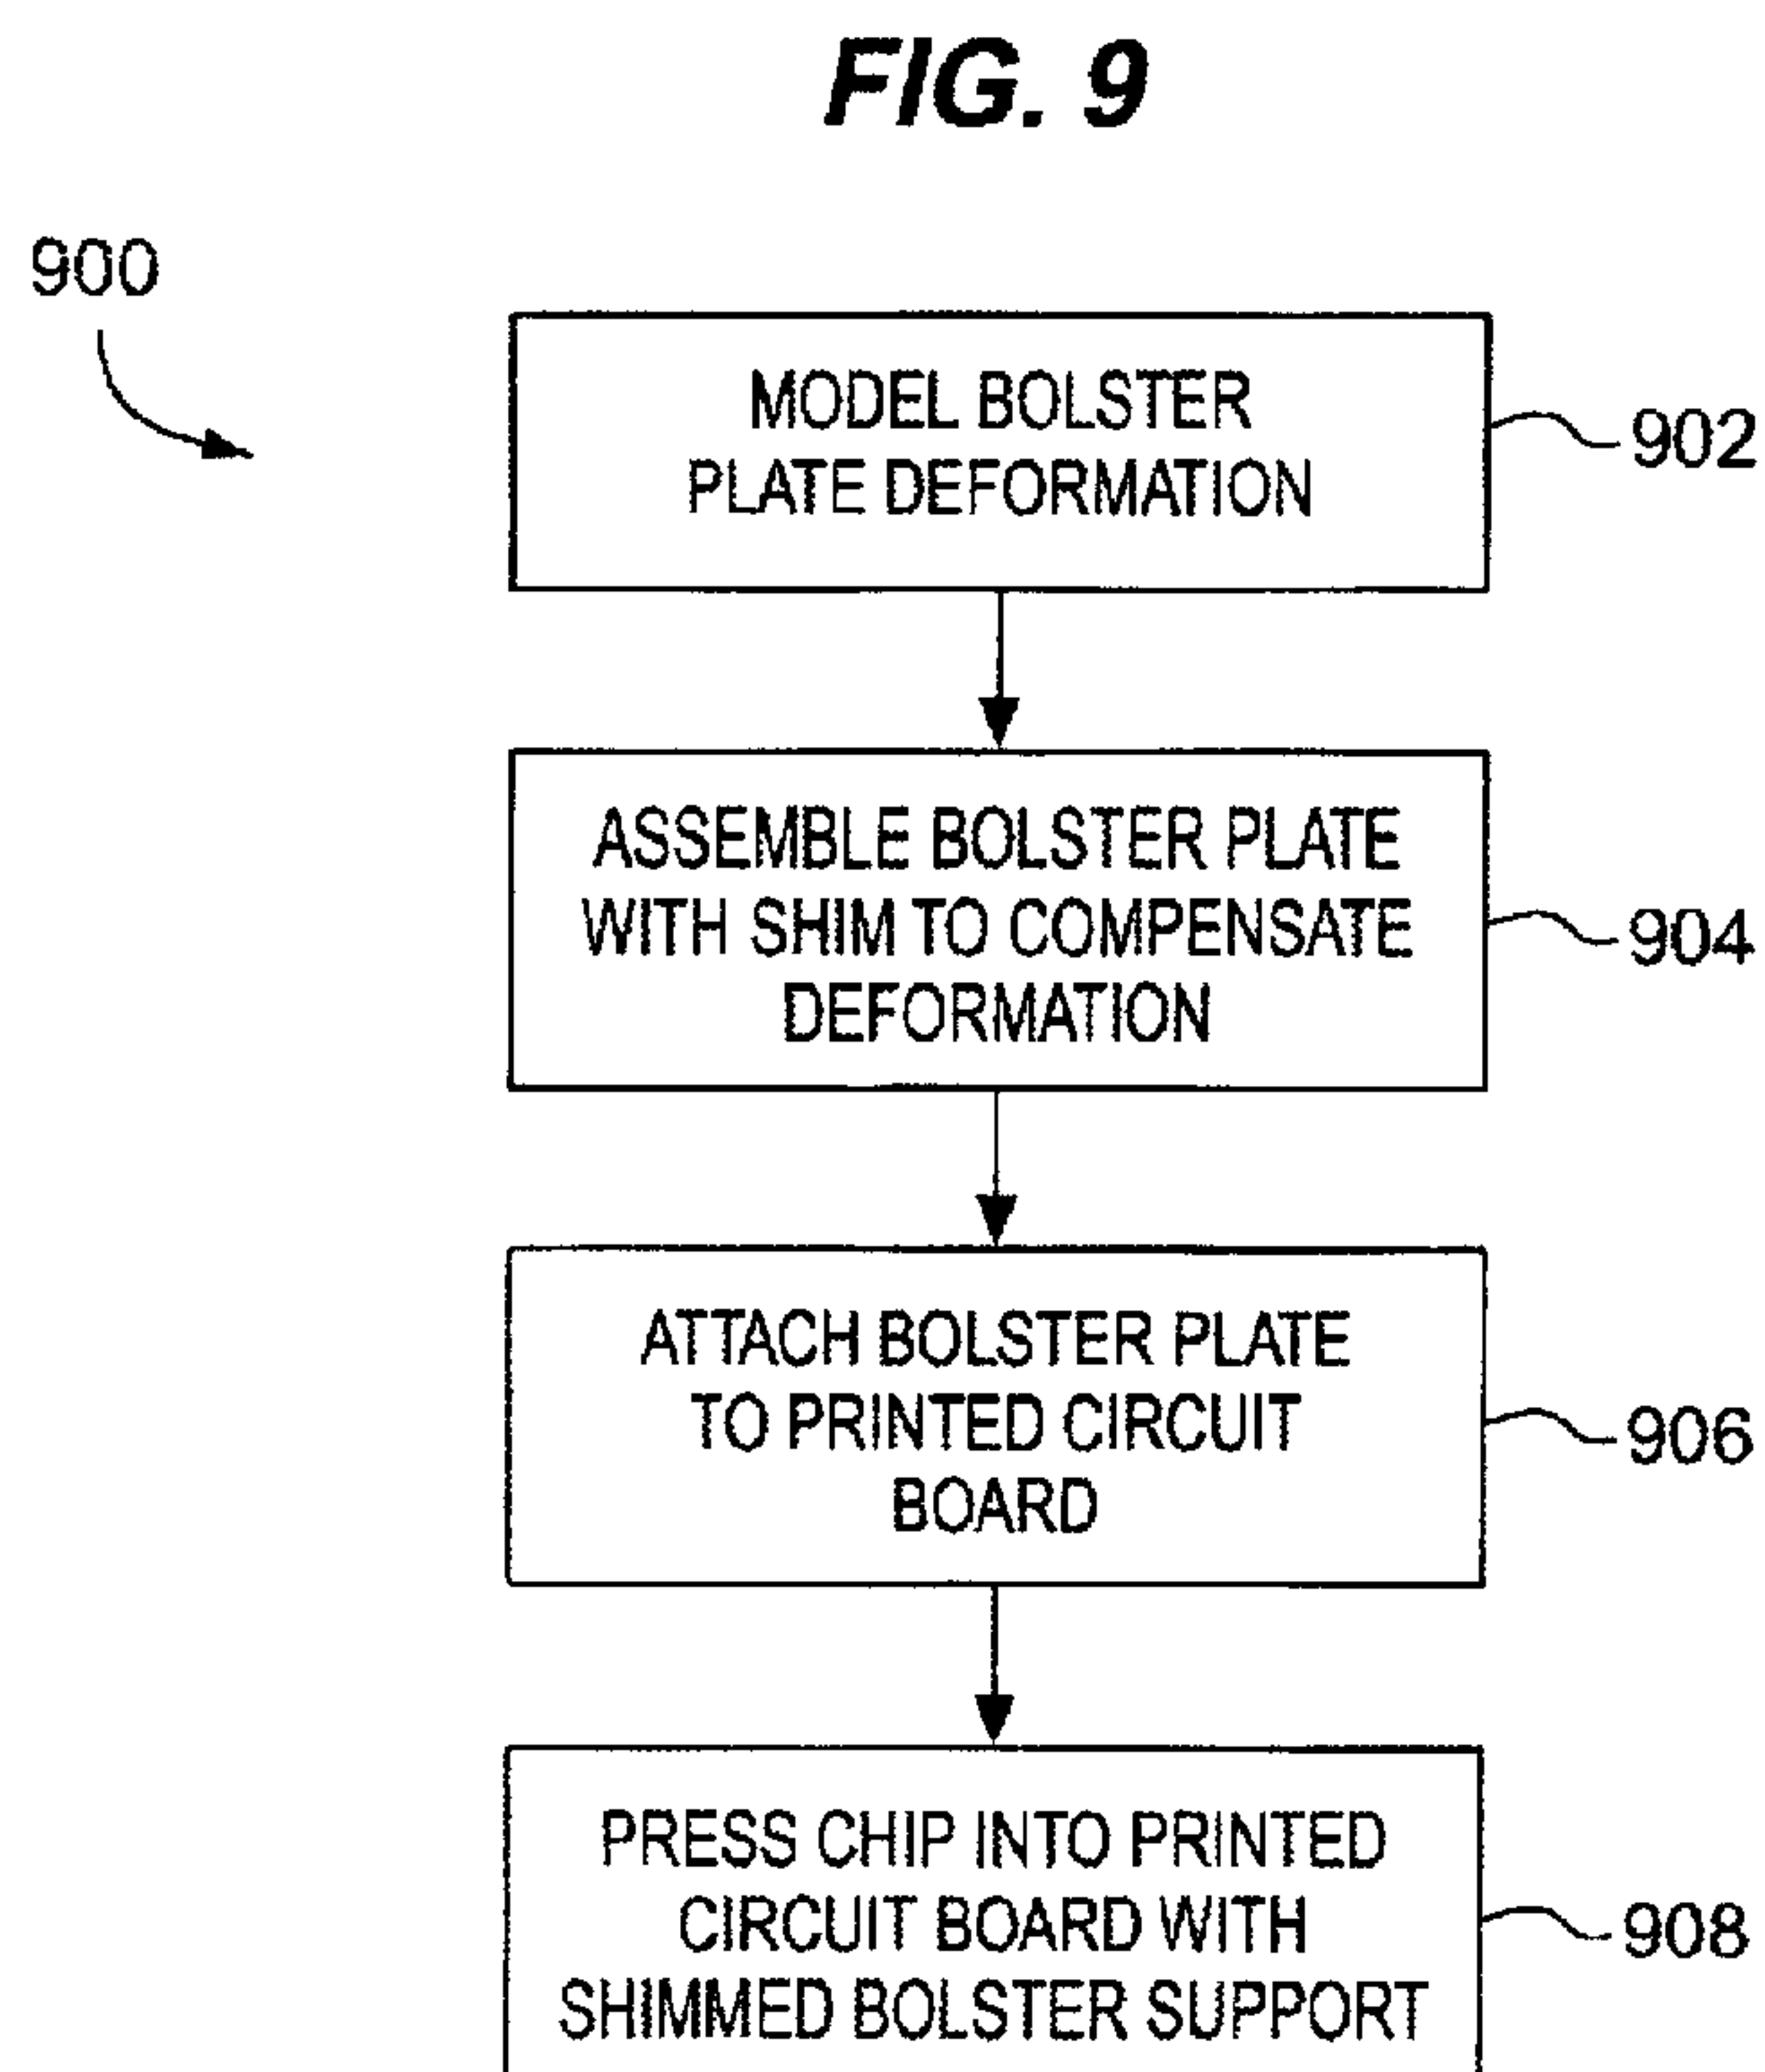 FIG. 9
900
MODEL BOLSTER
PLATE DEFORMATION
902
ASSEMBLE BOLSTER PLATE
WITH SHIM TO COMPENSATE
DEFORMATION
904
ATTACH BOLSTER PLATE
TO PRINTED CIRCUIT
BOARD
906
PRESS CHIP INTO PRINTED
CIRCUIT BOARD WITH
SHIMMED BOLSTER SUPPORT
908